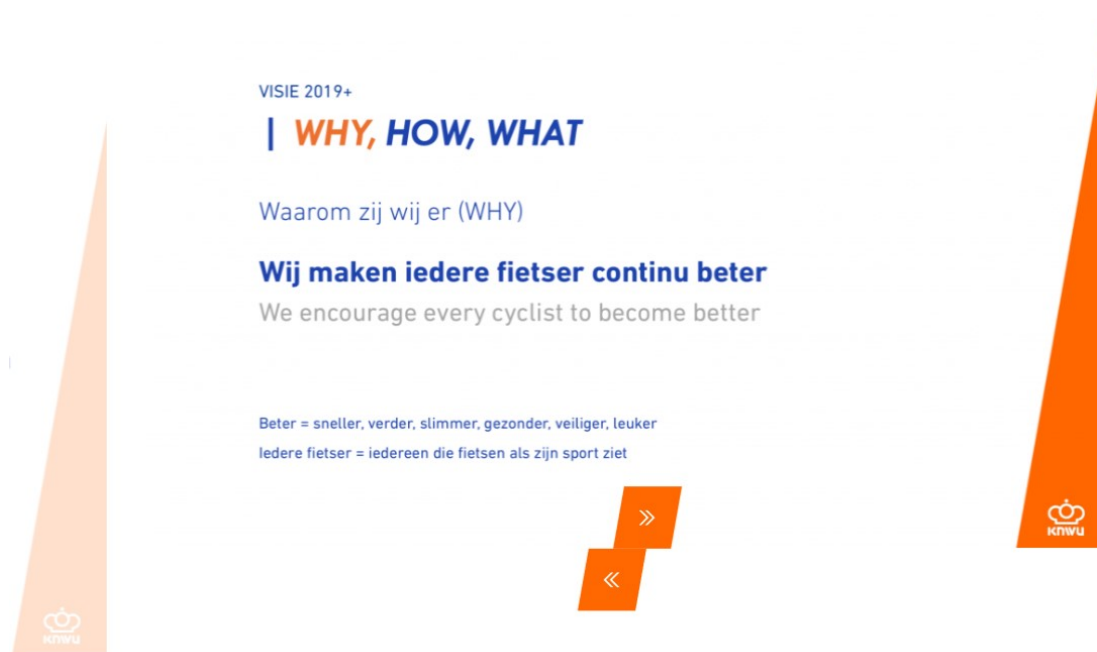 VISIE 2019+
| WHY, HOW, WHAT
Waarom zij wij er (WHY)
Wij maken iedere fietser continu beter
We encourage every cyclist to become better
Beter = sneller, verder, slimmer, gezonder, veiliger, leuker
Iedere fietser = iedereen die fietsen als zijn sport ziet
KNWU
KNWU